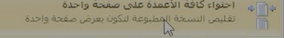 احتواء كافة الأعمدة على صفحة واحدة
تقليص النسخة المطبوعة لتكون بعرض صفحة واحدة